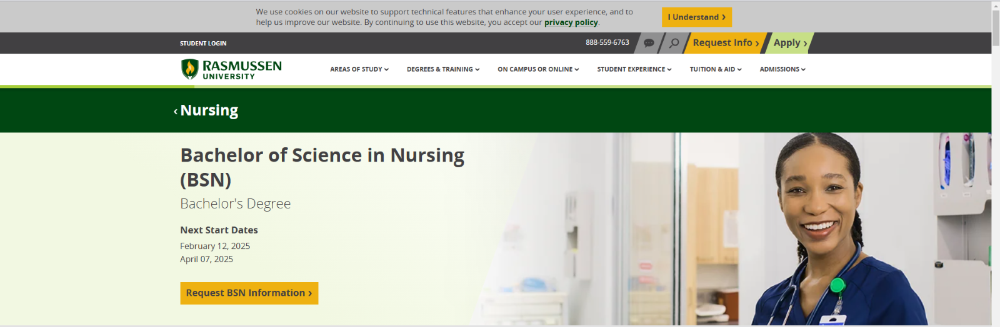 We use cookies on our website to support technical features that enhance your user experience, and to
help us improve our website. By continuing to use this website, you accept our privacy policy.
I Understand ›
STUDENT LOGIN
888-559-6763
Request Info ›
Apply ›
RASMUSSEN
UNIVERSITY
AREAS OF STUDY
DEGREES & TRAINING
ON CAMPUS OR ONLINE
STUDENT EXPERIENCE
TUITION & AID
ADMISSIONS
‹ Nursing
Bachelor of Science in Nursing
(BSN)
Bachelor's Degree
Next Start Dates
February 12, 2025
April 07, 2025
Request BSN Information ›